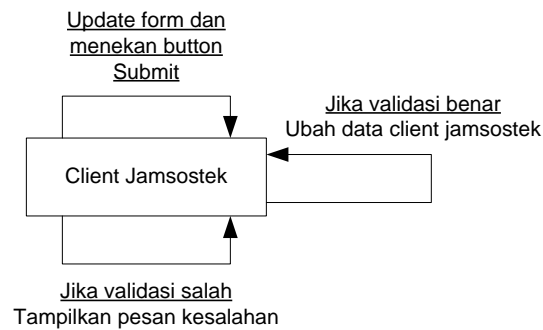 Update form dan
menekan button
Submit
Jika validasi benar
Ubah data client jamsostek
Client Jamsostek
Jika validasi salah
Tampilkan pesan kesalahan